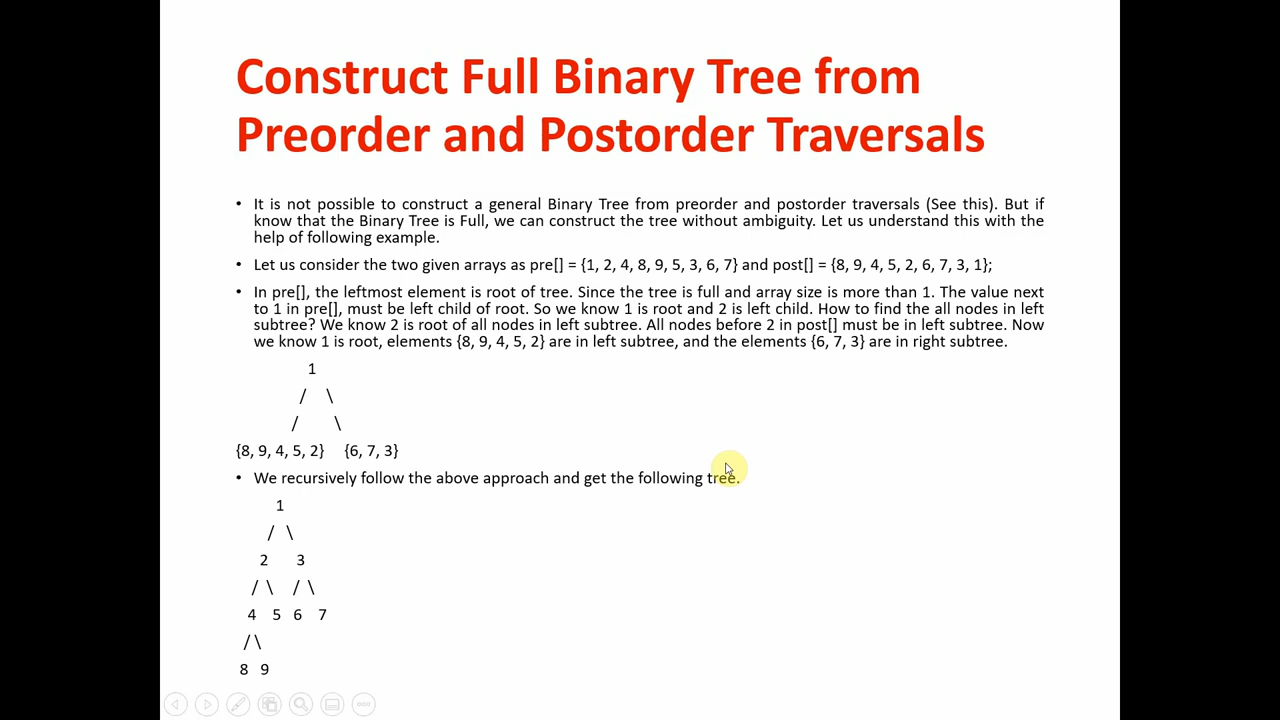 Construct Full Binary Tree from
Preorder and Postorder Traversals
• It is not possible to construct a general Binary Tree from preorder and postorder traversals (See this). But if
know that the Binary Tree is Full, we can construct the tree without ambiguity. Let us understand this with the
help of following example.
• Let us consider the two given arrays as pre[] = {1, 2, 4, 8, 9, 5, 3, 6, 7} and post[] = {8, 9, 4, 5, 2, 6, 7, 3, 1};
• In pre[], the leftmost element is root of tree. Since the tree is full and array size is more than 1. The value next
to 1 in pre[], must be left child of root. So we know 1 is root and 2 is left child. How to find the all nodes in left
subtree? We know 2 is root of all nodes in left subtree. All nodes before 2 in post[] must be in left subtree. Now
we know 1 is root, elements {8, 9, 4, 5, 2} are in left subtree, and the elements {6, 7, 3} are in right subtree.
1
/ \
/ \
{8, 9, 4, 5, 2} {6, 7, 3}
• We recursively follow the above approach and get the following tree.
1
/ \
2 3
/ \ / \
4 5 6 7
/ \
8 9